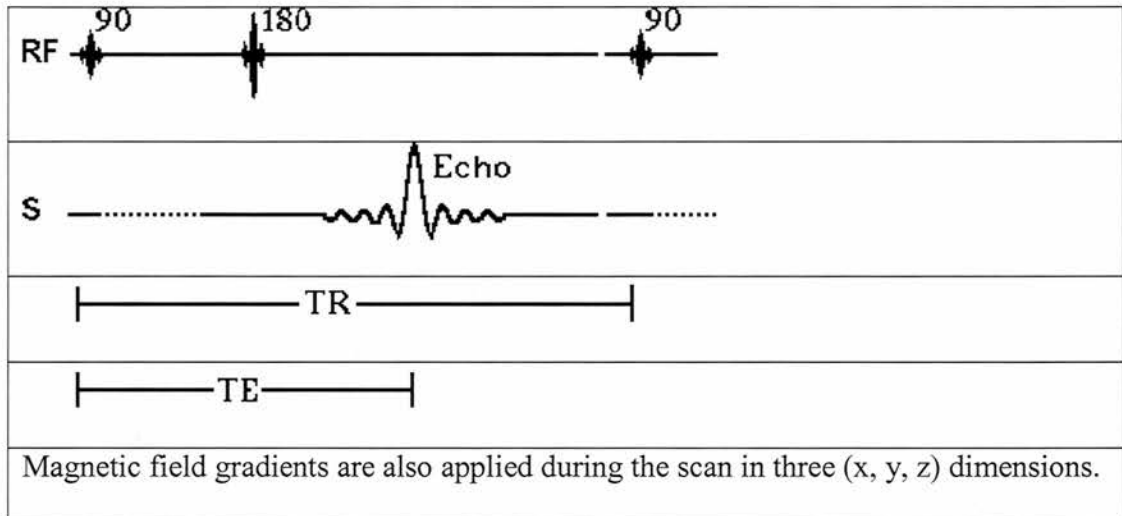 90 180 90
RF
Echo
S
TR
TE
Magnetic field gradients are also applied during the scan in three (x, y, z) dimensions.